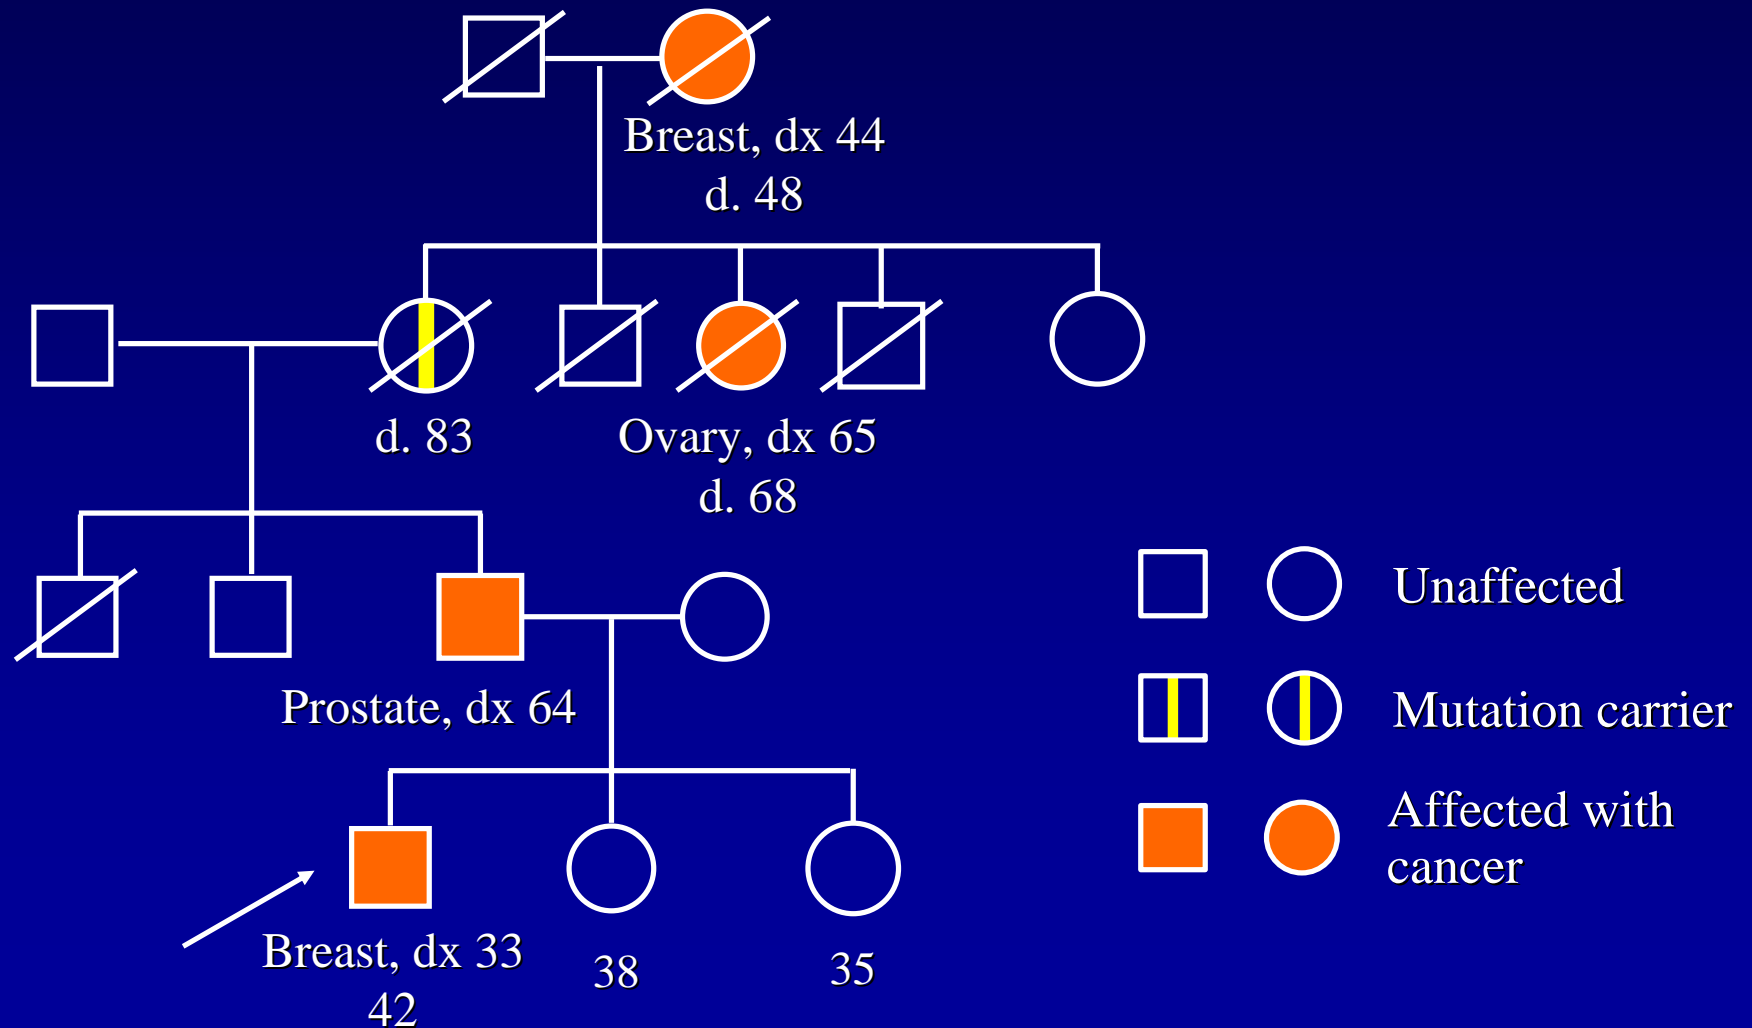 Breast, dx 44
d. 48
d. 83
Ovary, dx 65
d. 68
Prostate, dx 64
Breast, dx 33
42
38
35
Unaffected
Mutation carrier
Affected with
cancer